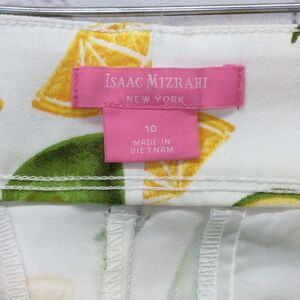 ISAAC MIZRAHI
NEW YORK
10
MADE IN
VIETNAM